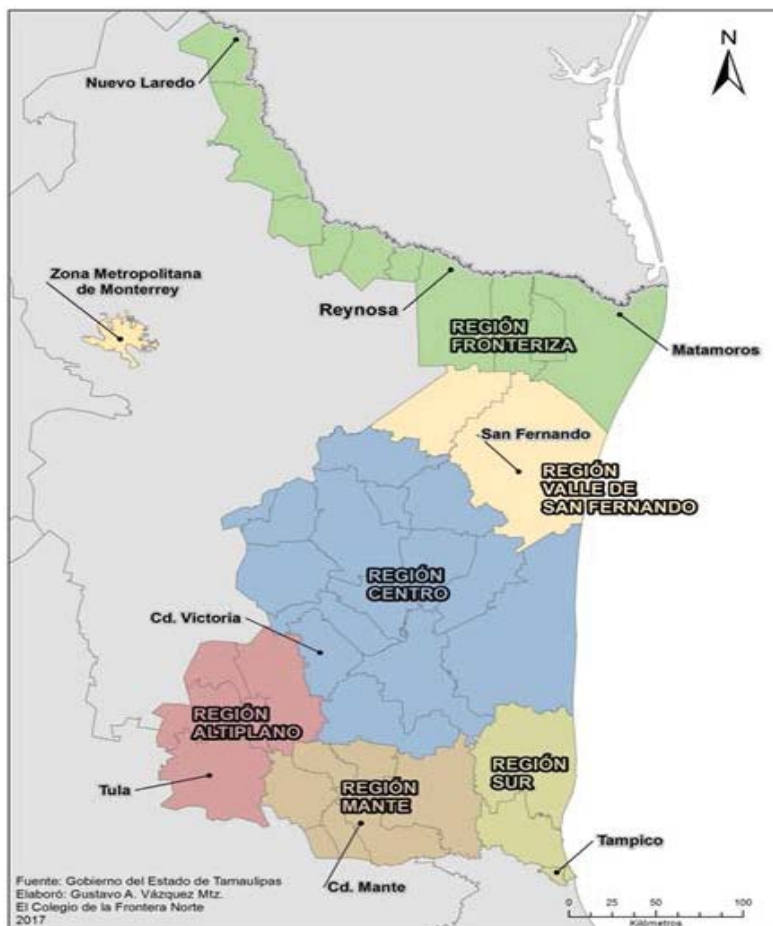 N
Nuevo Laredo
Zona Metropolitana
de Monterrey
Reynosa
REGIÓN
FRONTERIZA
Matamoros
San Fernando
REGIÓN
VALLE DE
SAN FERNANDO
REGIÓN
CENTRO
Cd. Victoria
REGIÓN
ALTIPLANO
REGIÓN
SUR
Tula
REGIÓN
MANTE
Tampico
Cd. Mante
Fuente: Gobierno del Estado de Tamaulipas
Elaboró: Gustavo A. Vázquez Mtz.
El Colegio de la Frontera Norte
2017
0 25 50 100
Kilómetros